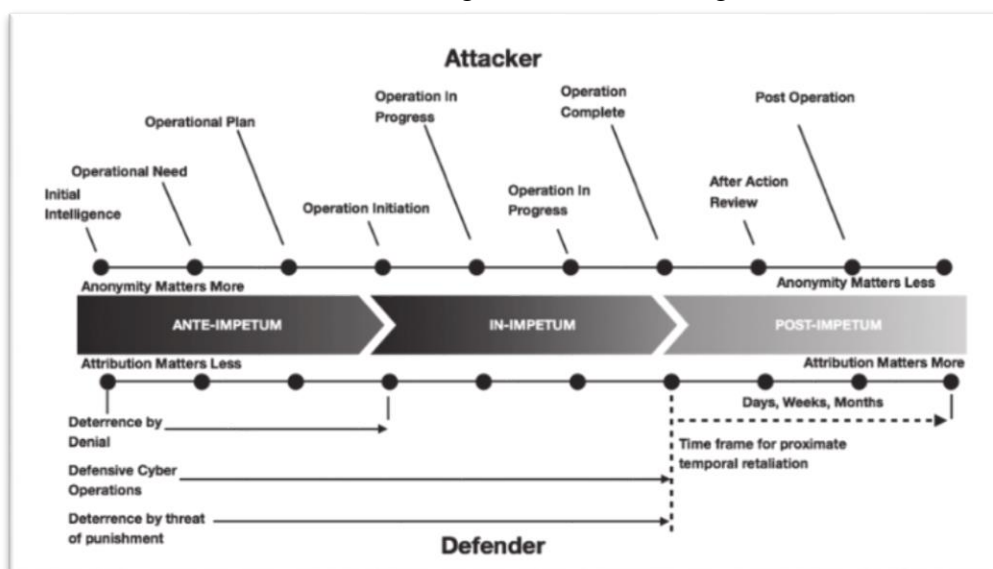 Attacker
Operation In
Progress
Operation
Complete
Post Operation
Operational Plan
Operational Need
Initial
Intelligence
Operation Initiation
Operation In
Progress
After Action
Review
Anonymity Matters More
Anonymity Matters Less
ANTE-IMPETUM
IN-IMPETUM
POST-IMPETUM
Attribution Matters Less
Attribution Matters More
Days, Weeks, Months
Deterrence by
Denial
Time frame for proximate
temporal retaliation
Defensive Cyber
Operations
Deterrence by threat
of punishment
Defender